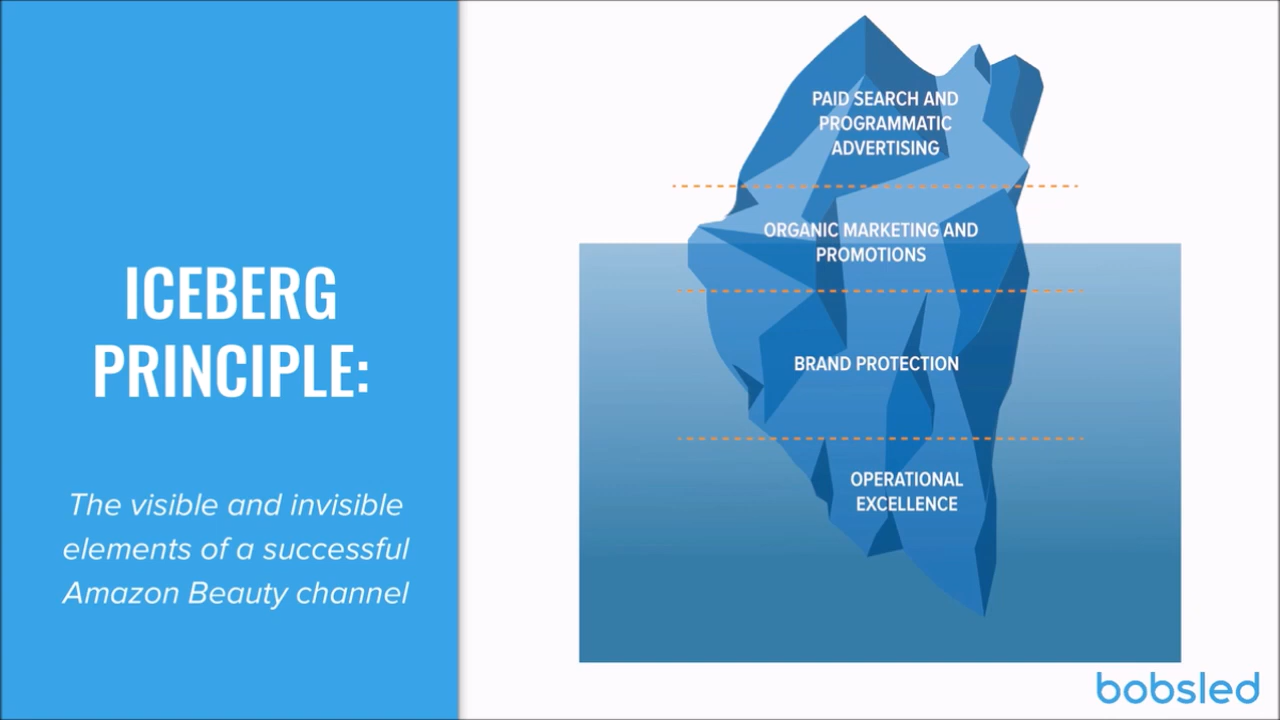 ICEBERG
PRINCIPLE:
The visible and invisible
elements of a successful
Amazon Beauty channel
PAID SEARCH AND
PROGRAMMATIC
ADVERTISING
ORGANIC MARKETING AND
PROMOTIONS
BRAND PROTECTION
OPERATIONAL
EXCELLENCE
bobsled